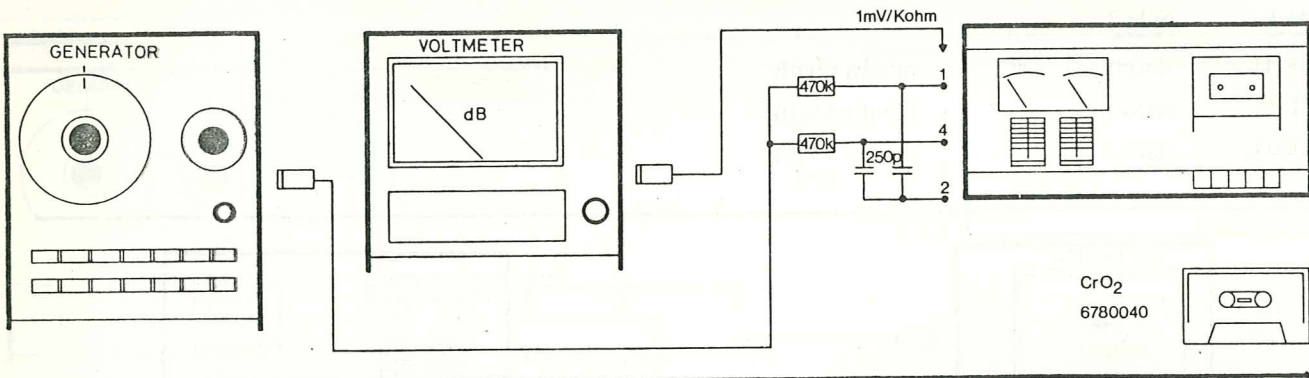 1mV/Kohm
GENERATOR
VOLTMETER
dB
470k
1
470k
4
250p
2
CrO2
6780040